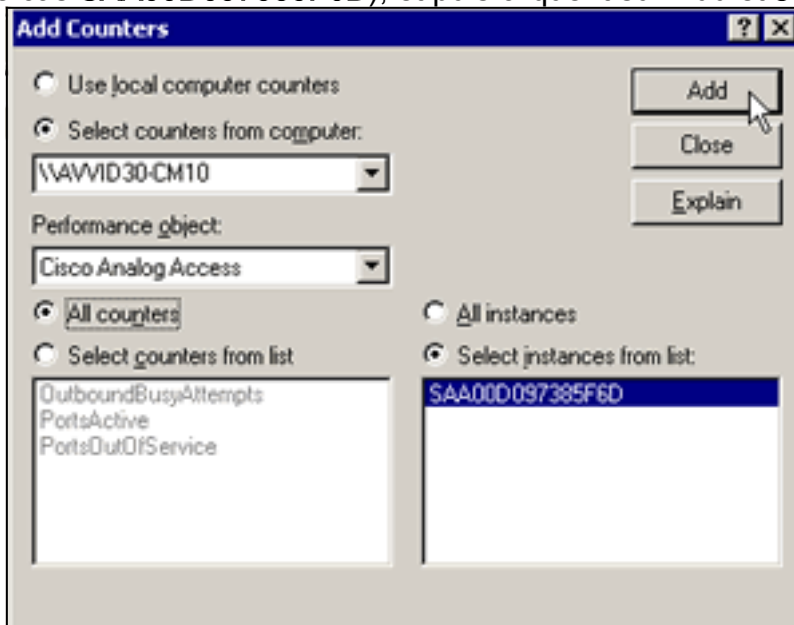 Add Counters
Use local computer counters
Select counters from computer:
\\AVVID30-CM10
Performance object:
Cisco Analog Access
All counters
Select counters from list
OutboundBusyAttempts
PortsActive
PortsOutOfService
Add
Close
Explain
All instances
Select instances from list:
SAA00D097385F6D